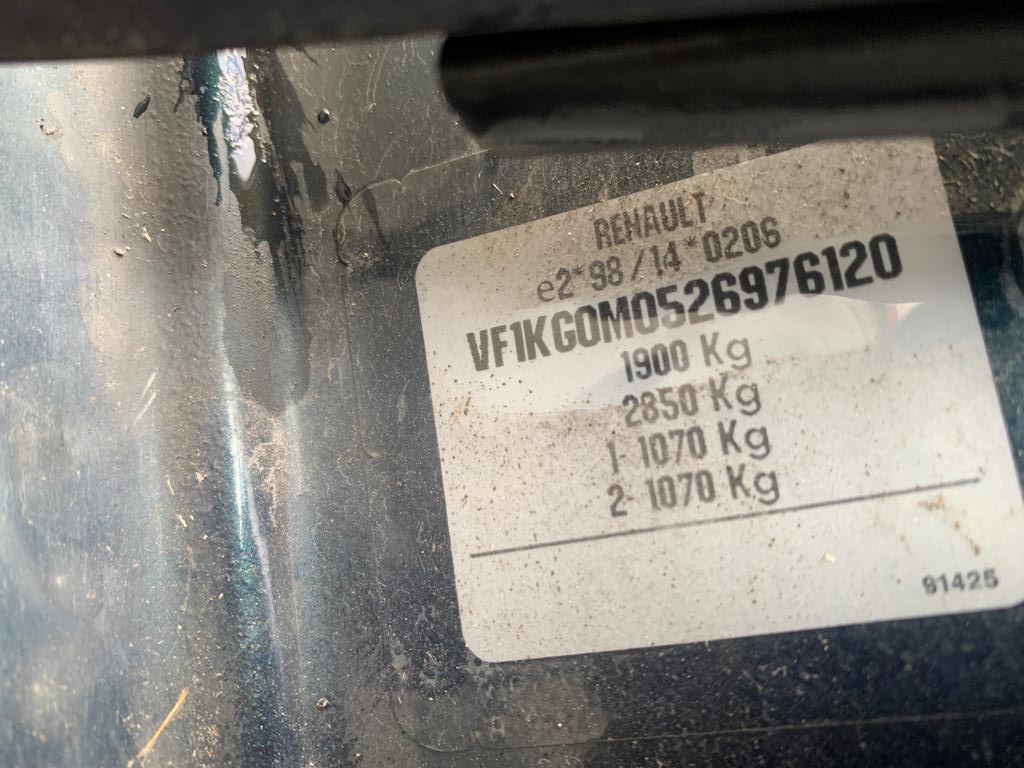 RENAULT
e2*98/14*0206
VF1KG0M0526976120
1900 Kg
2850 Kg
1- 1070 Kg
2- 1070 Kg
91425